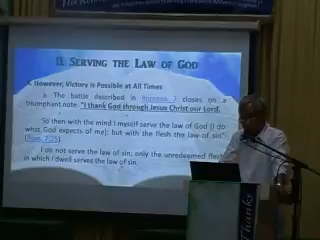 II. Serving the Law of God
K. However, Victory is Possible at All Times
a. The battle described in Romans 7 closes on a
triumphant note: "I thank God through Jesus Christ our Lord.
So then with the mind I myself serve the law of God [I do
what God expects of me]; but with the flesh the law of sin"
(Rom. 7:25).
I do not serve the law of sin; only the unredeemed flesh
in which I dwell serves the law of sin.
Thanks